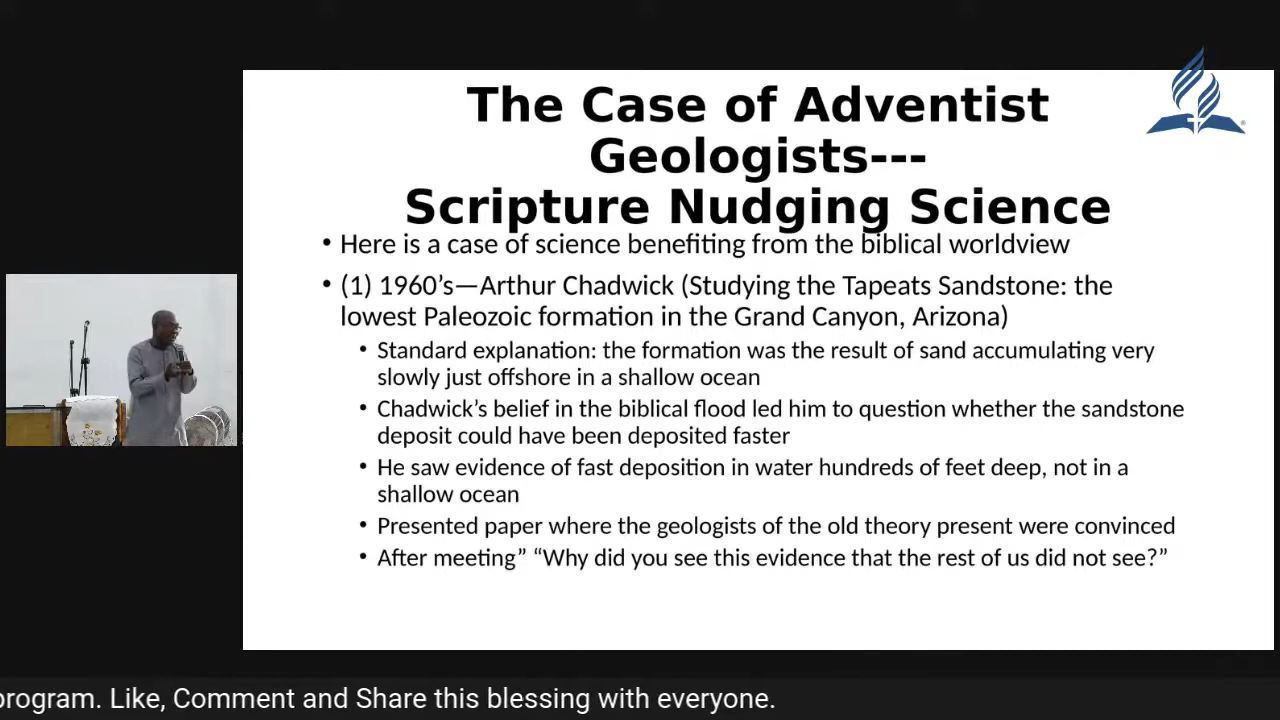 The Case of Adventist
Geologists---
Scripture Nudging Science
• Here is a case of science benefiting from the biblical worldview
• (1) 1960’s—Arthur Chadwick (Studying the Tapeats Sandstone: the
lowest Paleozoic formation in the Grand Canyon, Arizona)
• Standard explanation: the formation was the result of sand accumulating very
slowly just offshore in a shallow ocean
• Chadwick’s belief in the biblical flood led him to question whether the sandstone
deposit could have been deposited faster
• He saw evidence of fast deposition in water hundreds of feet deep, not in a
shallow ocean
• Presented paper where the geologists of the old theory present were convinced
• After meeting” “Why did you see this evidence that the rest of us did not see?”
program. Like, Comment and Share this blessing with everyone.